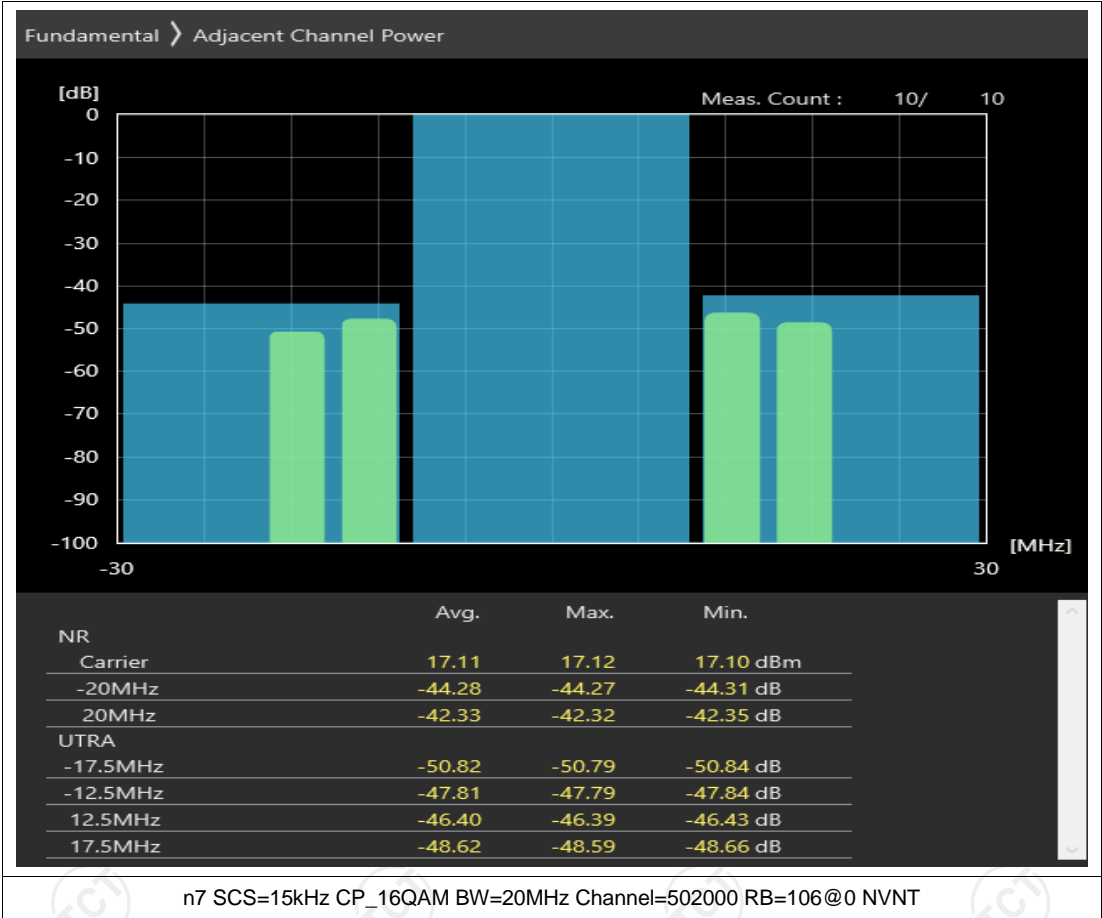 Fundamental ❭ Adjacent Channel Power
[dB]
Meas. Count : 10/ 10
0
-10
-20
-30
-40
-50
-60
-70
-80
-90
-100
[MHz]
-30 30
Avg. Max. Min.
NR
Carrier 17.11 17.12 17.10 dBm
-20MHz -44.28 -44.27 -44.31 dB
20MHz -42.33 -42.32 -42.35 dB
UTRA
-17.5MHz -50.82 -50.79 -50.84 dB
-12.5MHz -47.81 -47.79 -47.84 dB
12.5MHz -46.40 -46.39 -46.43 dB
17.5MHz -48.62 -48.59 -48.66 dB
n7 SCS=15kHz CP_16QAM BW=20MHz Channel=502000 RB=106@0 NVNT
TCT TCT TCT